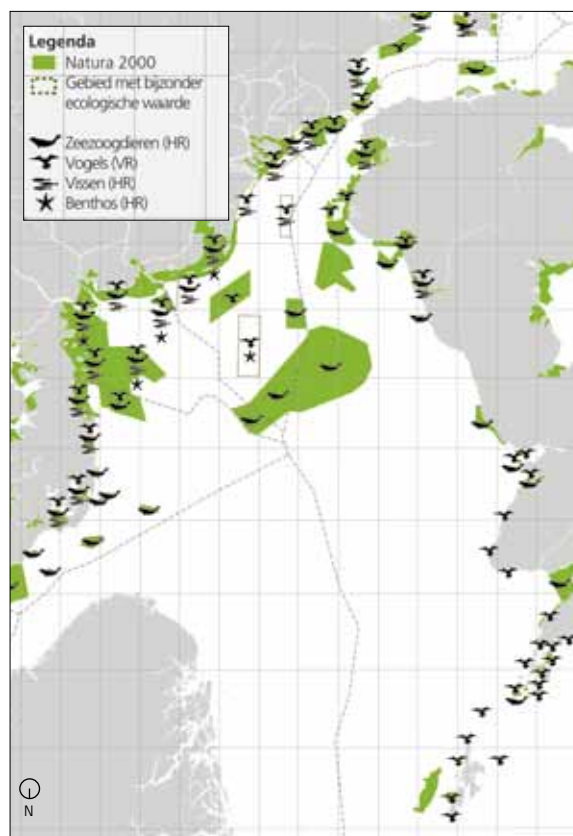 Legenda
Natura 2000
Gebied met bijzonder
ecologische waarde
Zeezoogdieren (HR)
Vogels (VR)
Vissen (HR)
Benthos (HR)
N